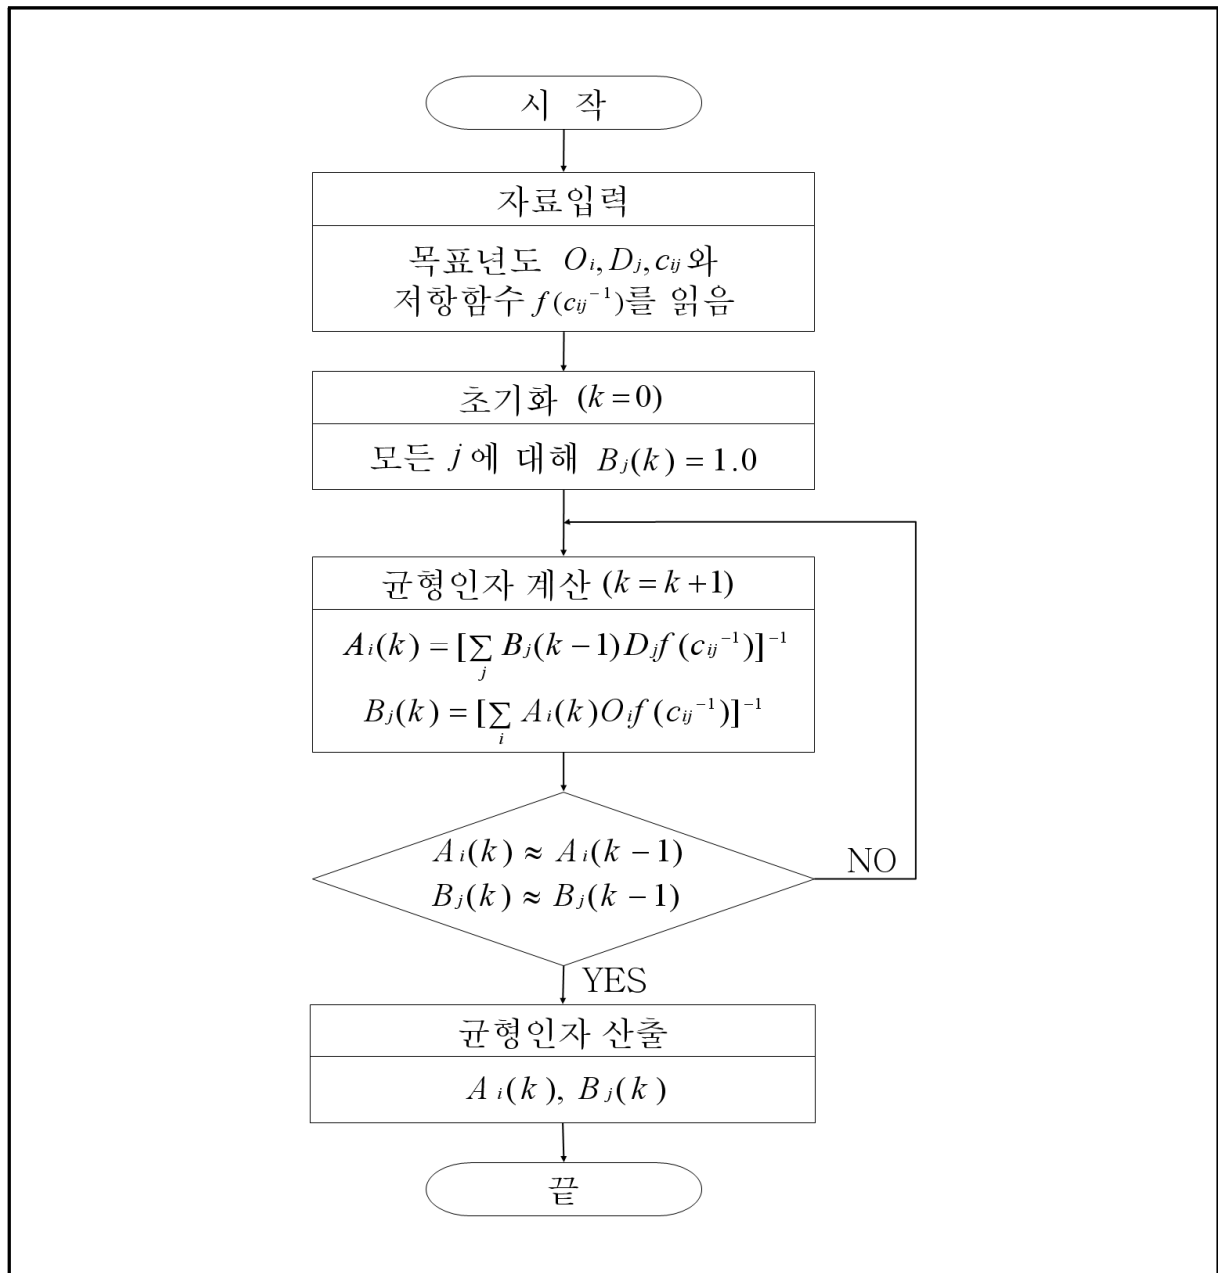 시 작
자료입력
목표년도 Oᵢ, Dⱼ, cᵢⱼ 와
저항함수 f(cᵢⱼ⁻¹)를 읽음
초기화 (k = 0)
모든 j 에 대해 Bⱼ(k) = 1.0
균형인자 계산 (k = k + 1)
Aᵢ(k) = [∑ⱼ Bⱼ(k − 1)Dⱼf(cᵢⱼ⁻¹)]⁻¹
Bⱼ(k) = [∑ᵢ Aᵢ(k)Oᵢf(cᵢⱼ⁻¹)]⁻¹
Aᵢ(k) ≈ Aᵢ(k − 1)
Bⱼ(k) ≈ Bⱼ(k − 1)
NO
YES
균형인자 산출
Aᵢ(k), Bⱼ(k)
끝